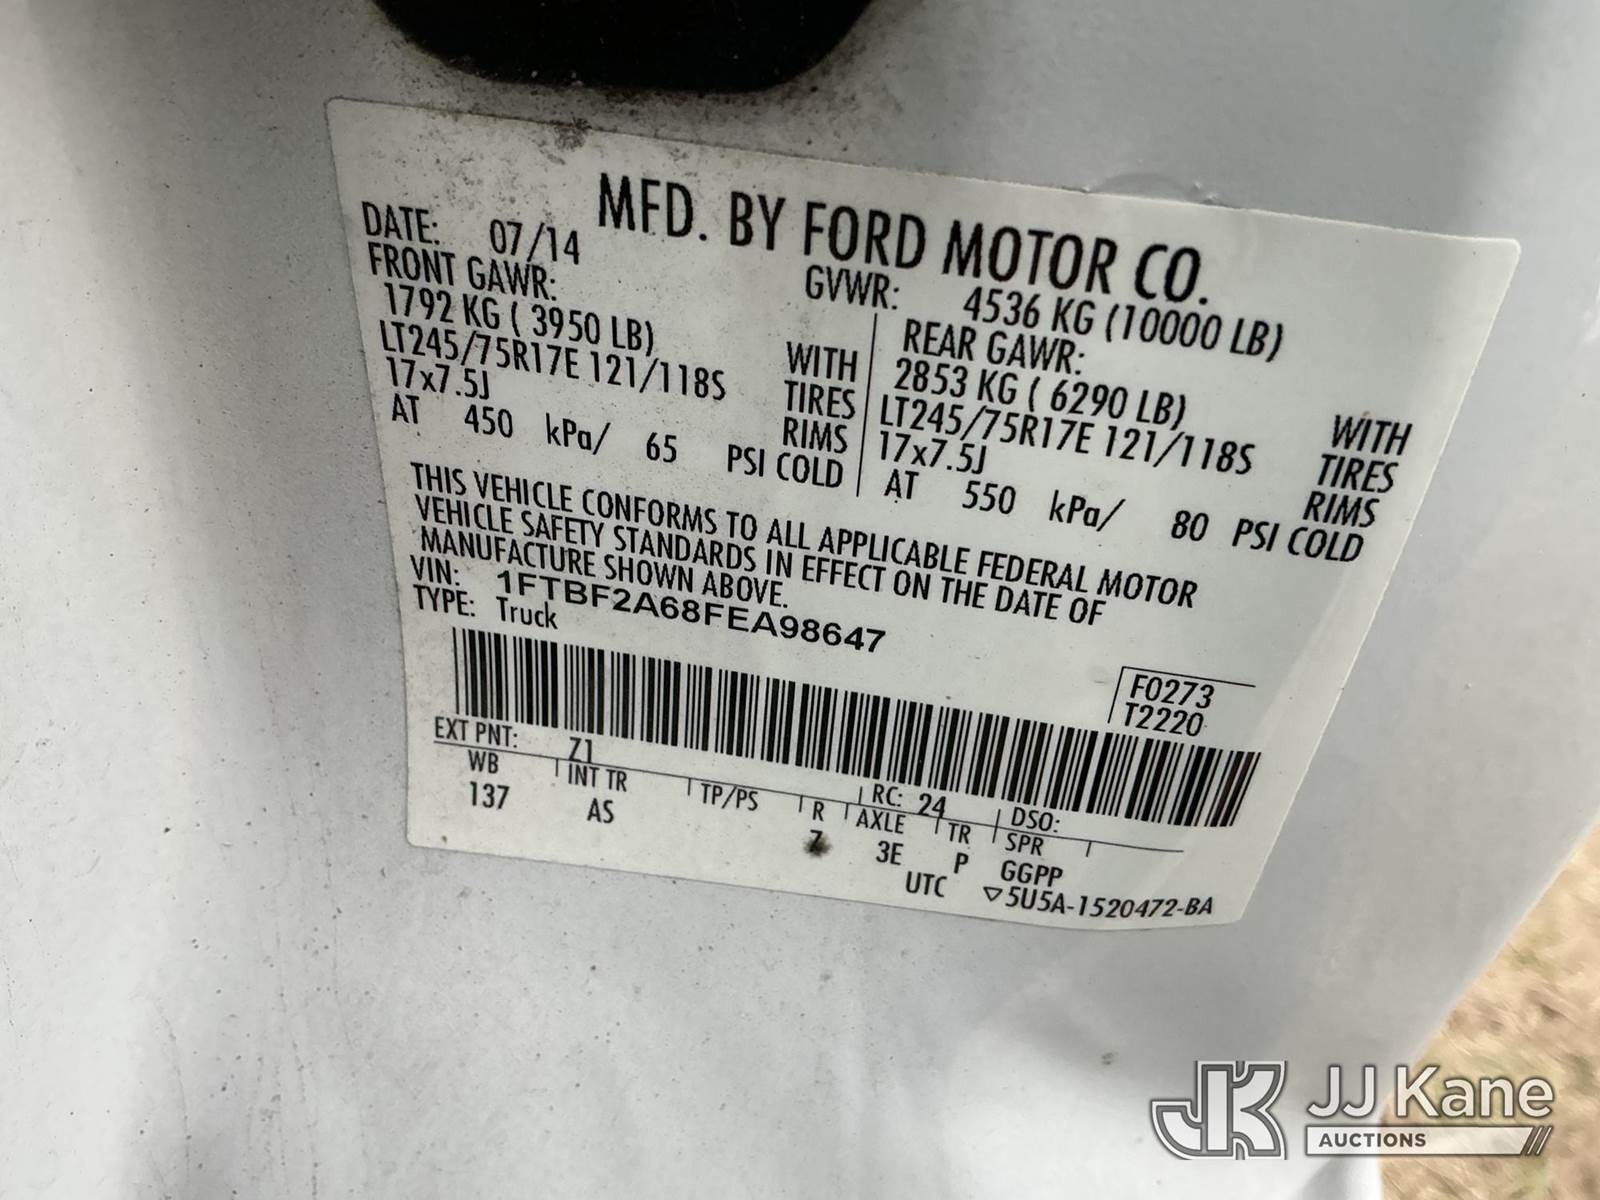 MFD. BY FORD MOTOR CO.
DATE: 07/14 GVWR: 4536 KG (10000 LB)
FRONT GAWR: REAR GAWR:
1792 KG ( 3950 LB) WITH 2853 KG ( 6290 LB) WITH
LT245/75R17E 121/118S TIRES LT245/75R17E 121/118S TIRES
17x7.5J RIMS 17x7.5J RIMS
AT 450 kPa/ 65 PSI COLD AT 550 kPa/ 80 PSI COLD
THIS VEHICLE CONFORMS TO ALL APPLICABLE FEDERAL MOTOR
VEHICLE SAFETY STANDARDS IN EFFECT ON THE DATE OF
MANUFACTURE SHOWN ABOVE.
VIN: 1FTBF2A68FEA98647
TYPE: Truck
F0273
T2220
EXT PNT: Z1 RC: 24 DSO:
WB INT TR TP/PS R AXLE TR SPR
137 AS 7 3E P GGPP
UTC ▽5U5A-1520472-BA
JK JJ Kane
AUCTIONS